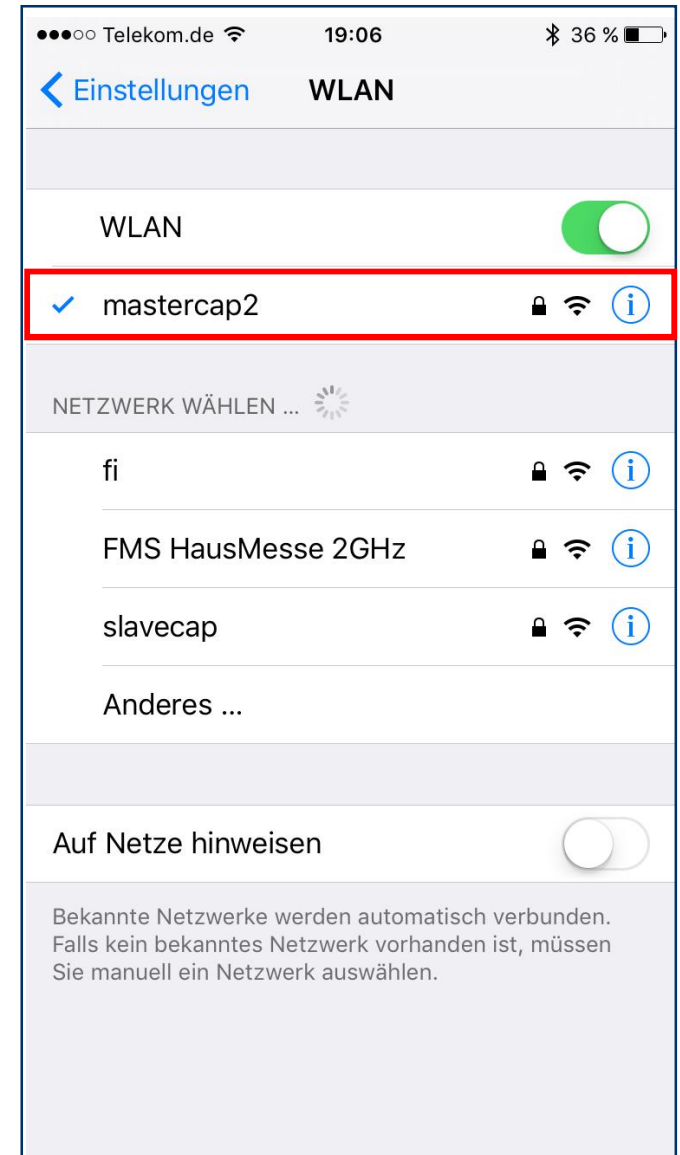 Telekom.de 19:06 36 %
Einstellungen WLAN
WLAN
mastercap2
NETZWERK WÄHLEN ...
fi
FMS HausMesse 2GHz
slavecap
Anderes ...
Auf Netze hinweisen
Bekannte Netzwerke werden automatisch verbunden.
Falls kein bekanntes Netzwerk vorhanden ist, müssen
Sie manuell ein Netzwerk auswählen.